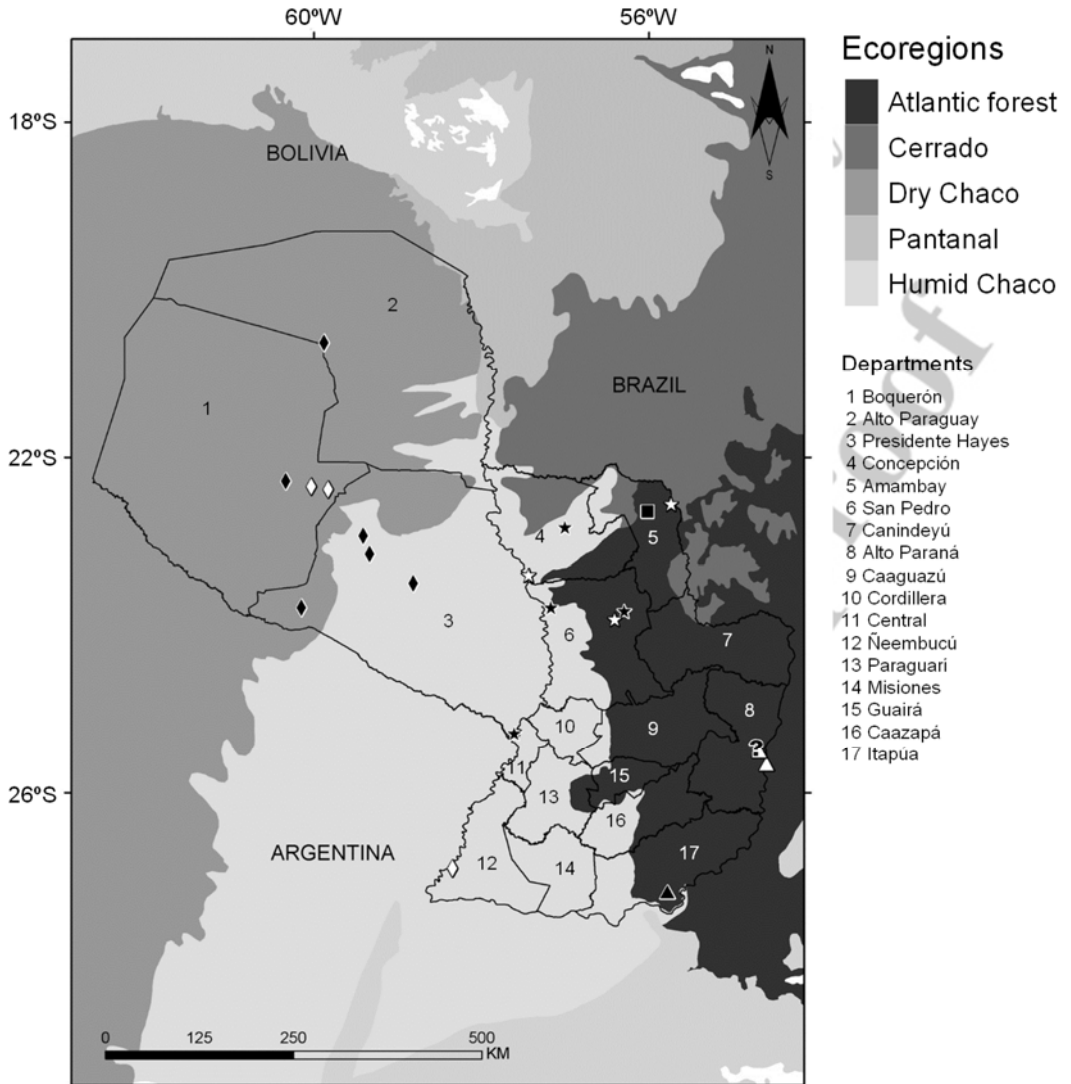 60ºW 56ºW
18ºS
22ºS
26ºS
BOLIVIA
BRAZIL
ARGENTINA
1
2
3
4
5
6
7
8
?
9
10
11
12
13
14
15
16
17
0 125 250 500
KM
Ecoregions
N
S
Atlantic forest
Cerrado
Dry Chaco
Pantanal
Humid Chaco
Departments
1 Boquerón
2 Alto Paraguay
3 Presidente Hayes
4 Concepción
5 Amambay
6 San Pedro
7 Canindeyú
8 Alto Paraná
9 Caaguazú
10 Cordillera
11 Central
12 Ñeembucú
13 Paraguarí
14 Misiones
15 Guairá
16 Caazapá
17 Itapúa